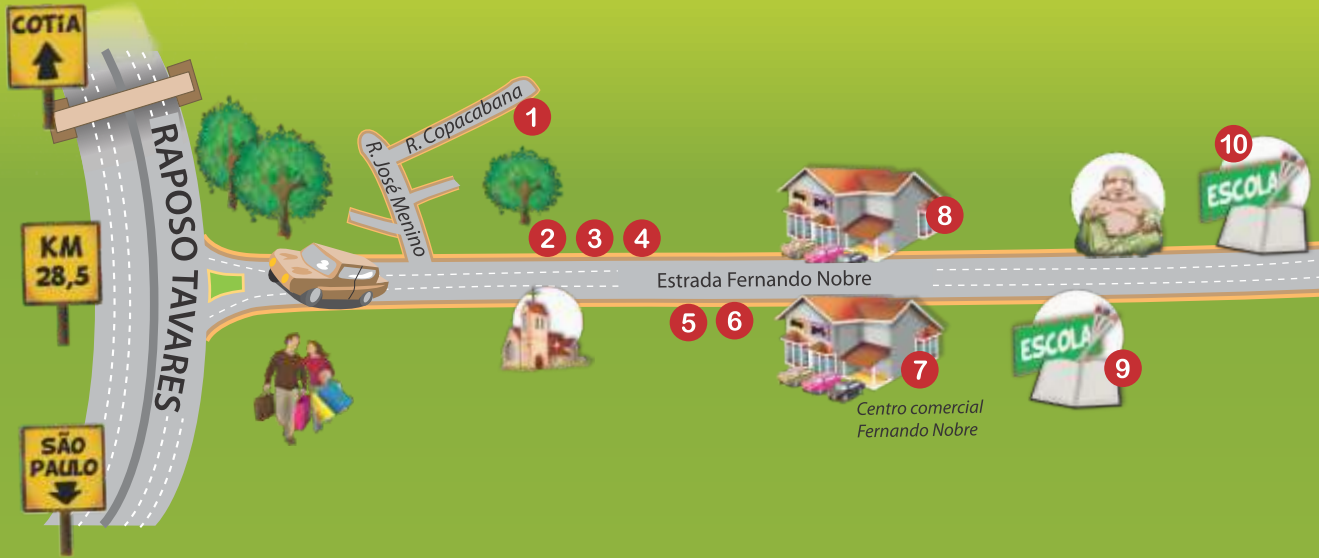 COTIA
RAPOSO TAVARES
KM
28,5
SÃO
PAULO
R. José Menino
R. Copacabana
1
2
3
4
Estrada Fernando Nobre
5
6
8
7
Centro comercial
Fernando Nobre
10
ESCOLA
ESCOLA
9